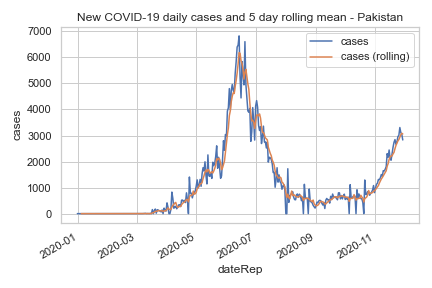 New COVID-19 daily cases and 5 day rolling mean - Pakistan
cases
cases (rolling)
7000
6000
5000
4000
3000
2000
1000
0
cases
2020-01
2020-03
2020-05
2020-07
2020-09
2020-11
dateRep